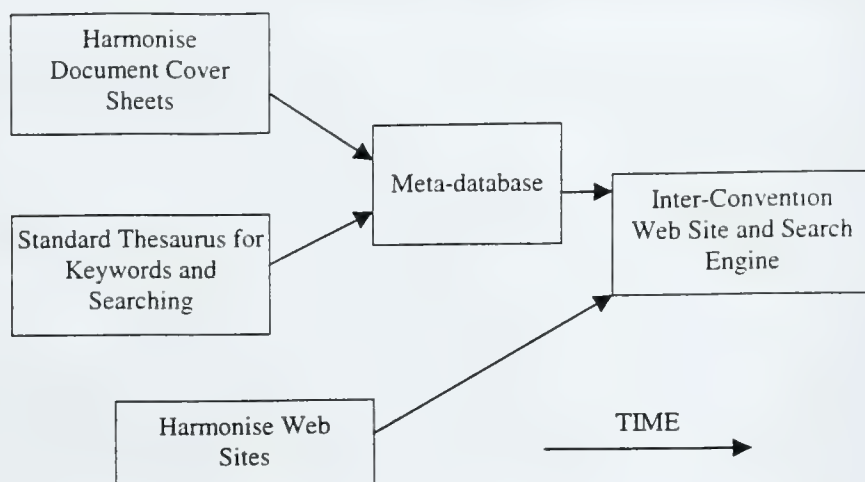 Harmonise
Document Cover
Sheets
Standard Thesaurus for
Keywords and
Searching
Meta-database
Inter-Convention
Web Site and Search
Engine
Harmonise Web
Sites
TIME